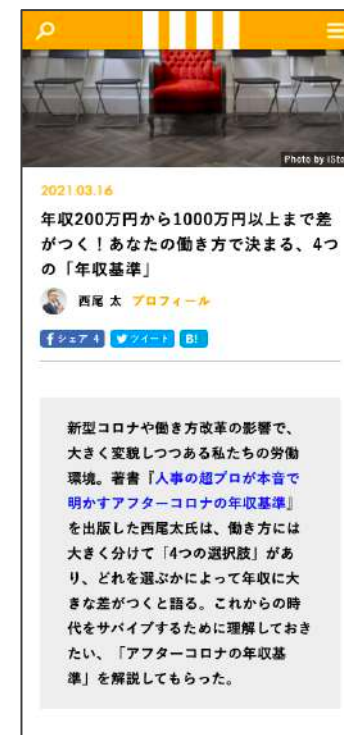 Photo by iSto
2021.03.16
年収200万円から1000万円以上まで差
がつく！あなたの働き方で決まる、4つ
の「年収基準」
西尾 太 プロフィール
シェア 4 ツイート B!
新型コロナや働き方改革の影響で、
大きく変貌しつつある私たちの労働
環境。著書『人事の超プロが本音で
明かすアフターコロナの年収基準』
を出版した西尾太氏は、働き方には
大きく分けて「4つの選択肢」があ
り、どれを選ぶかによって年収に大
きな差がつくと語る。これからの時
代をサバイブするために理解しておき
たい、「アフターコロナの年収基
準」を解説してもらった。